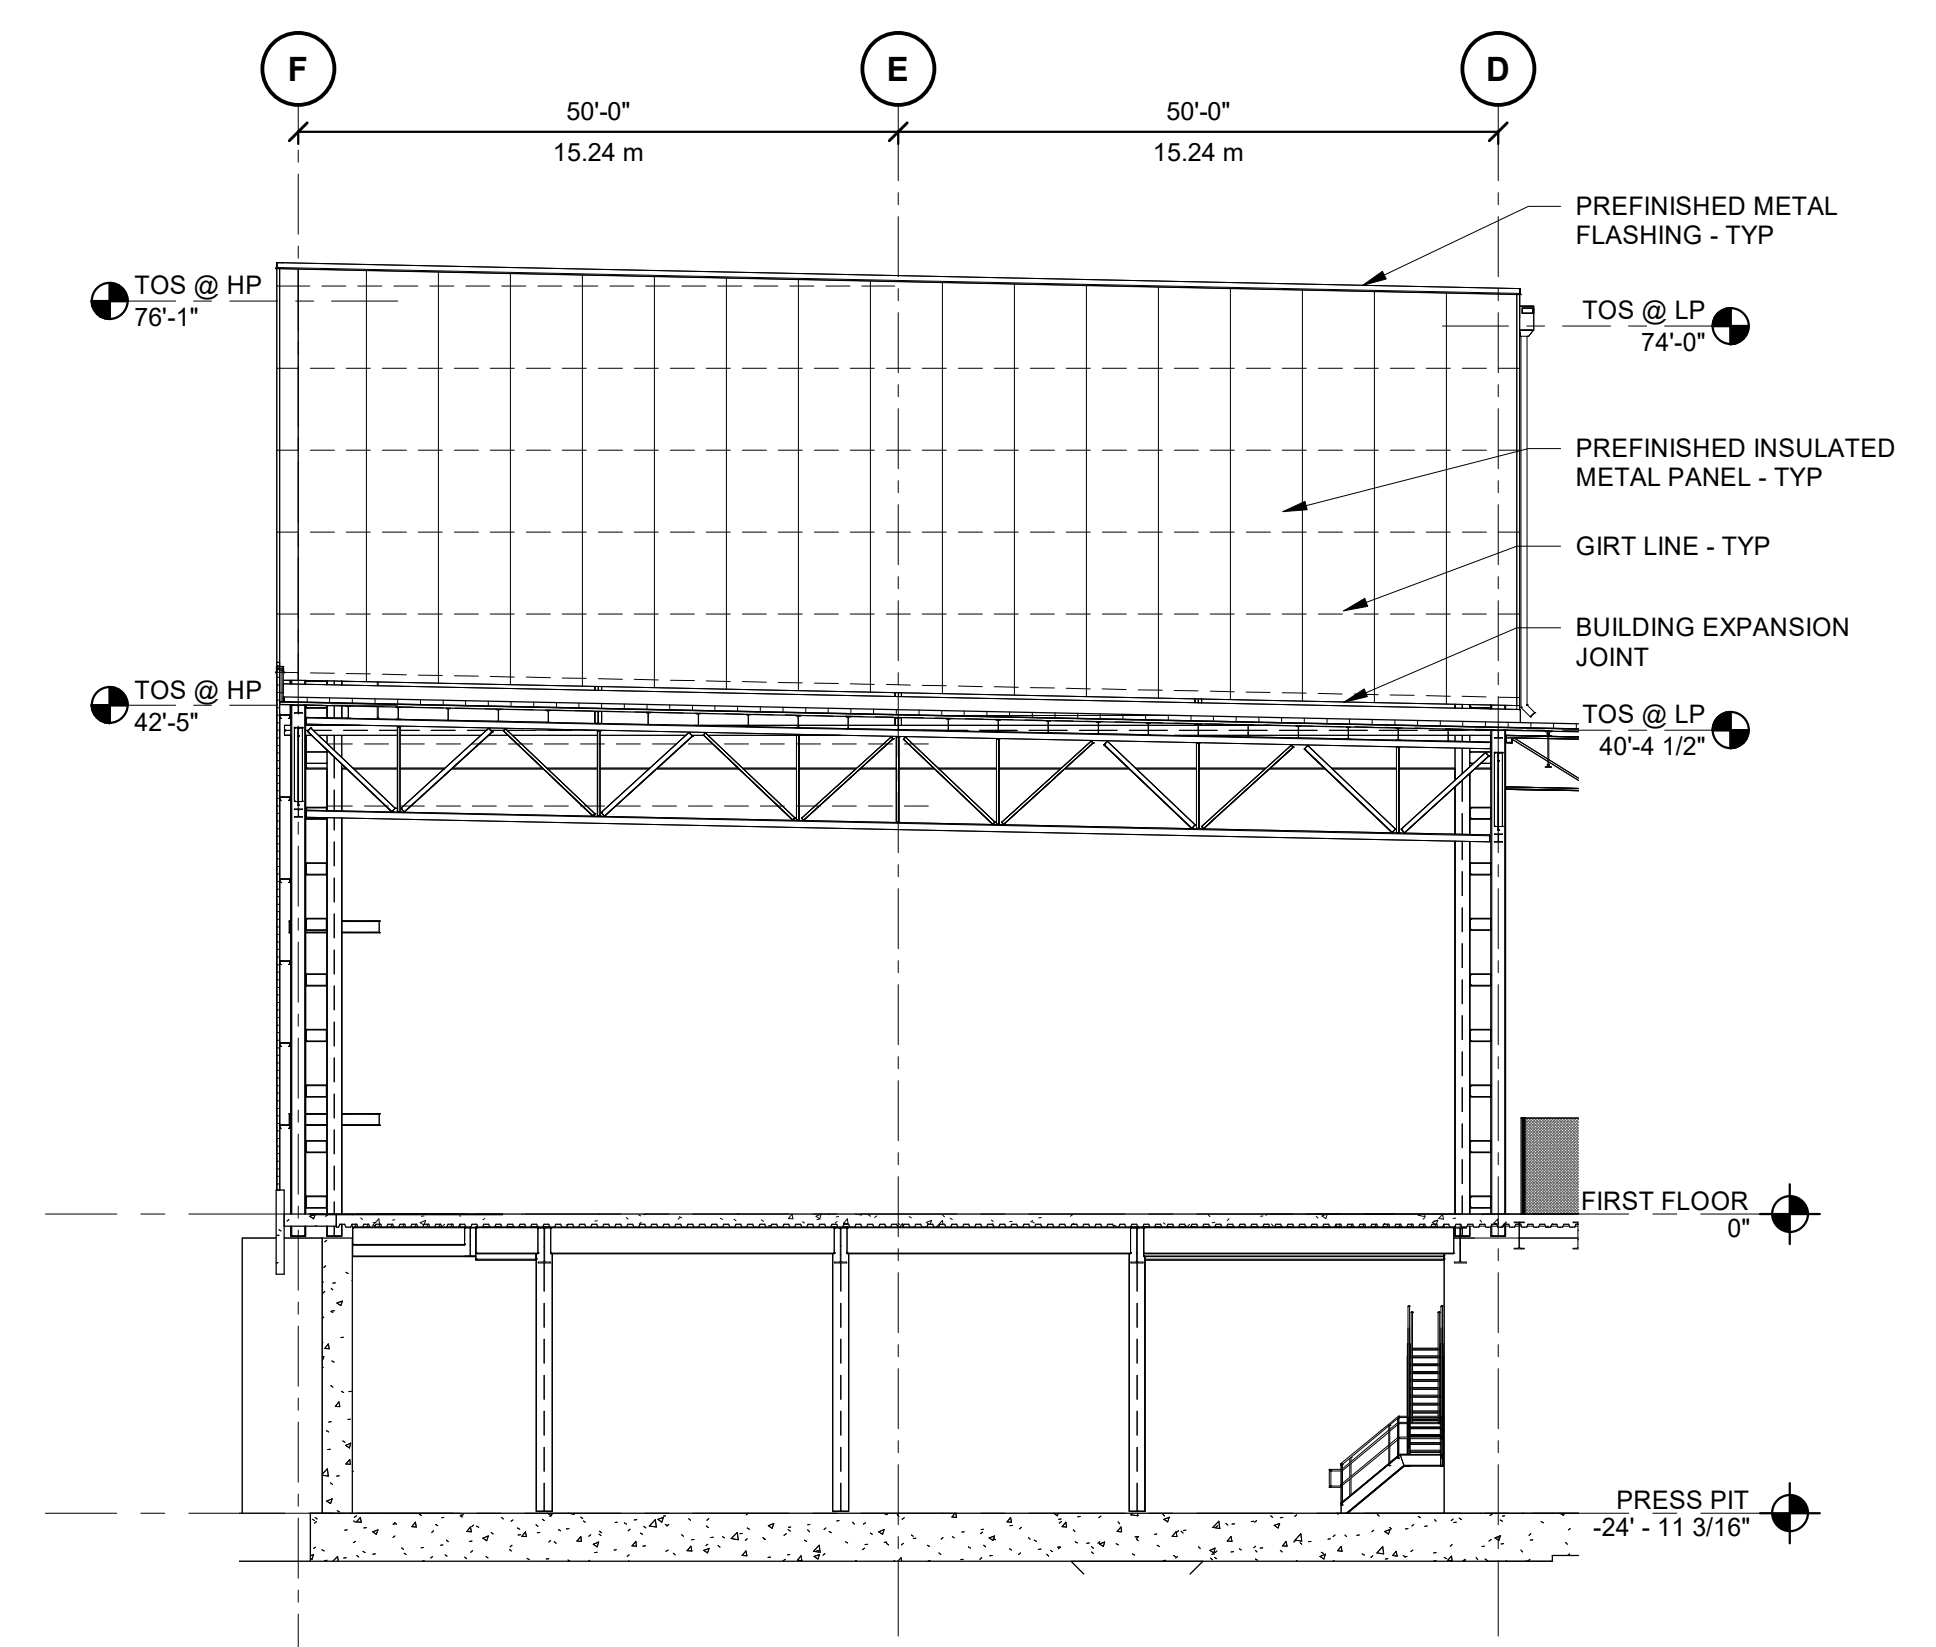 F
E
D
50'-0"
50'-0"
15.24 m
15.24 m
PREFINISHED METAL
FLASHING - TYP
TOS @ HP
76'-1"
TOS @ LP
74'-0"
PREFINISHED INSULATED
METAL PANEL - TYP
GIRT LINE - TYP
BUILDING EXPANSION
JOINT
TOS @ HP
42'-5"
TOS @ LP
40'-4 1/2"
FIRST FLOOR
0"
PRESS PIT
-24' - 11 3/16"